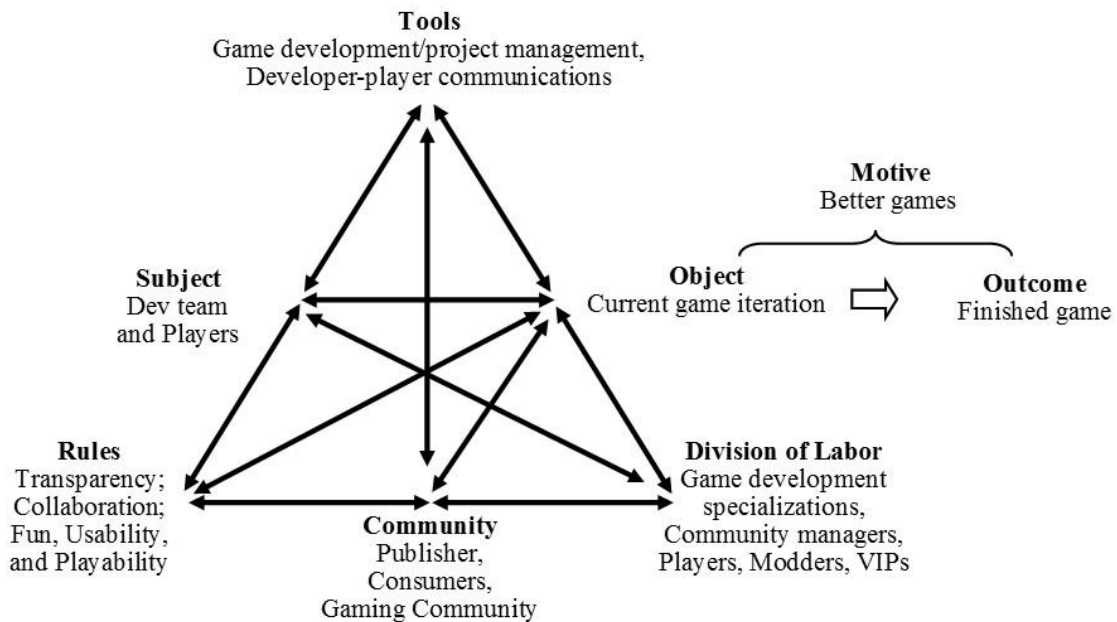 Tools
Game development/project management,
Developer-player communications
Motive
Better games
Subject
Dev team
and Players
Object
Current game iteration
Outcome
Finished game
Rules
Transparency;
Collaboration;
Fun, Usability,
and Playability
Community
Publisher,
Consumers,
Gaming Community
Division of Labor
Game development
specializations,
Community managers,
Players, Modders, VIPs